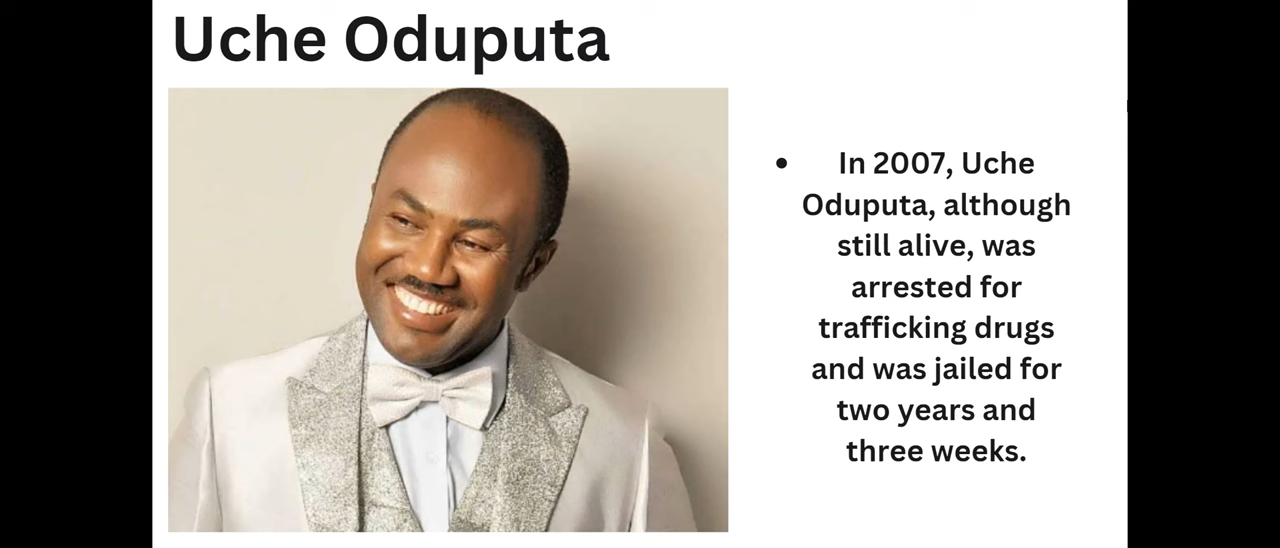 Uche Oduputa
• In 2007, Uche
Oduputa, although
still alive, was
arrested for
trafficking drugs
and was jailed for
two years and
three weeks.